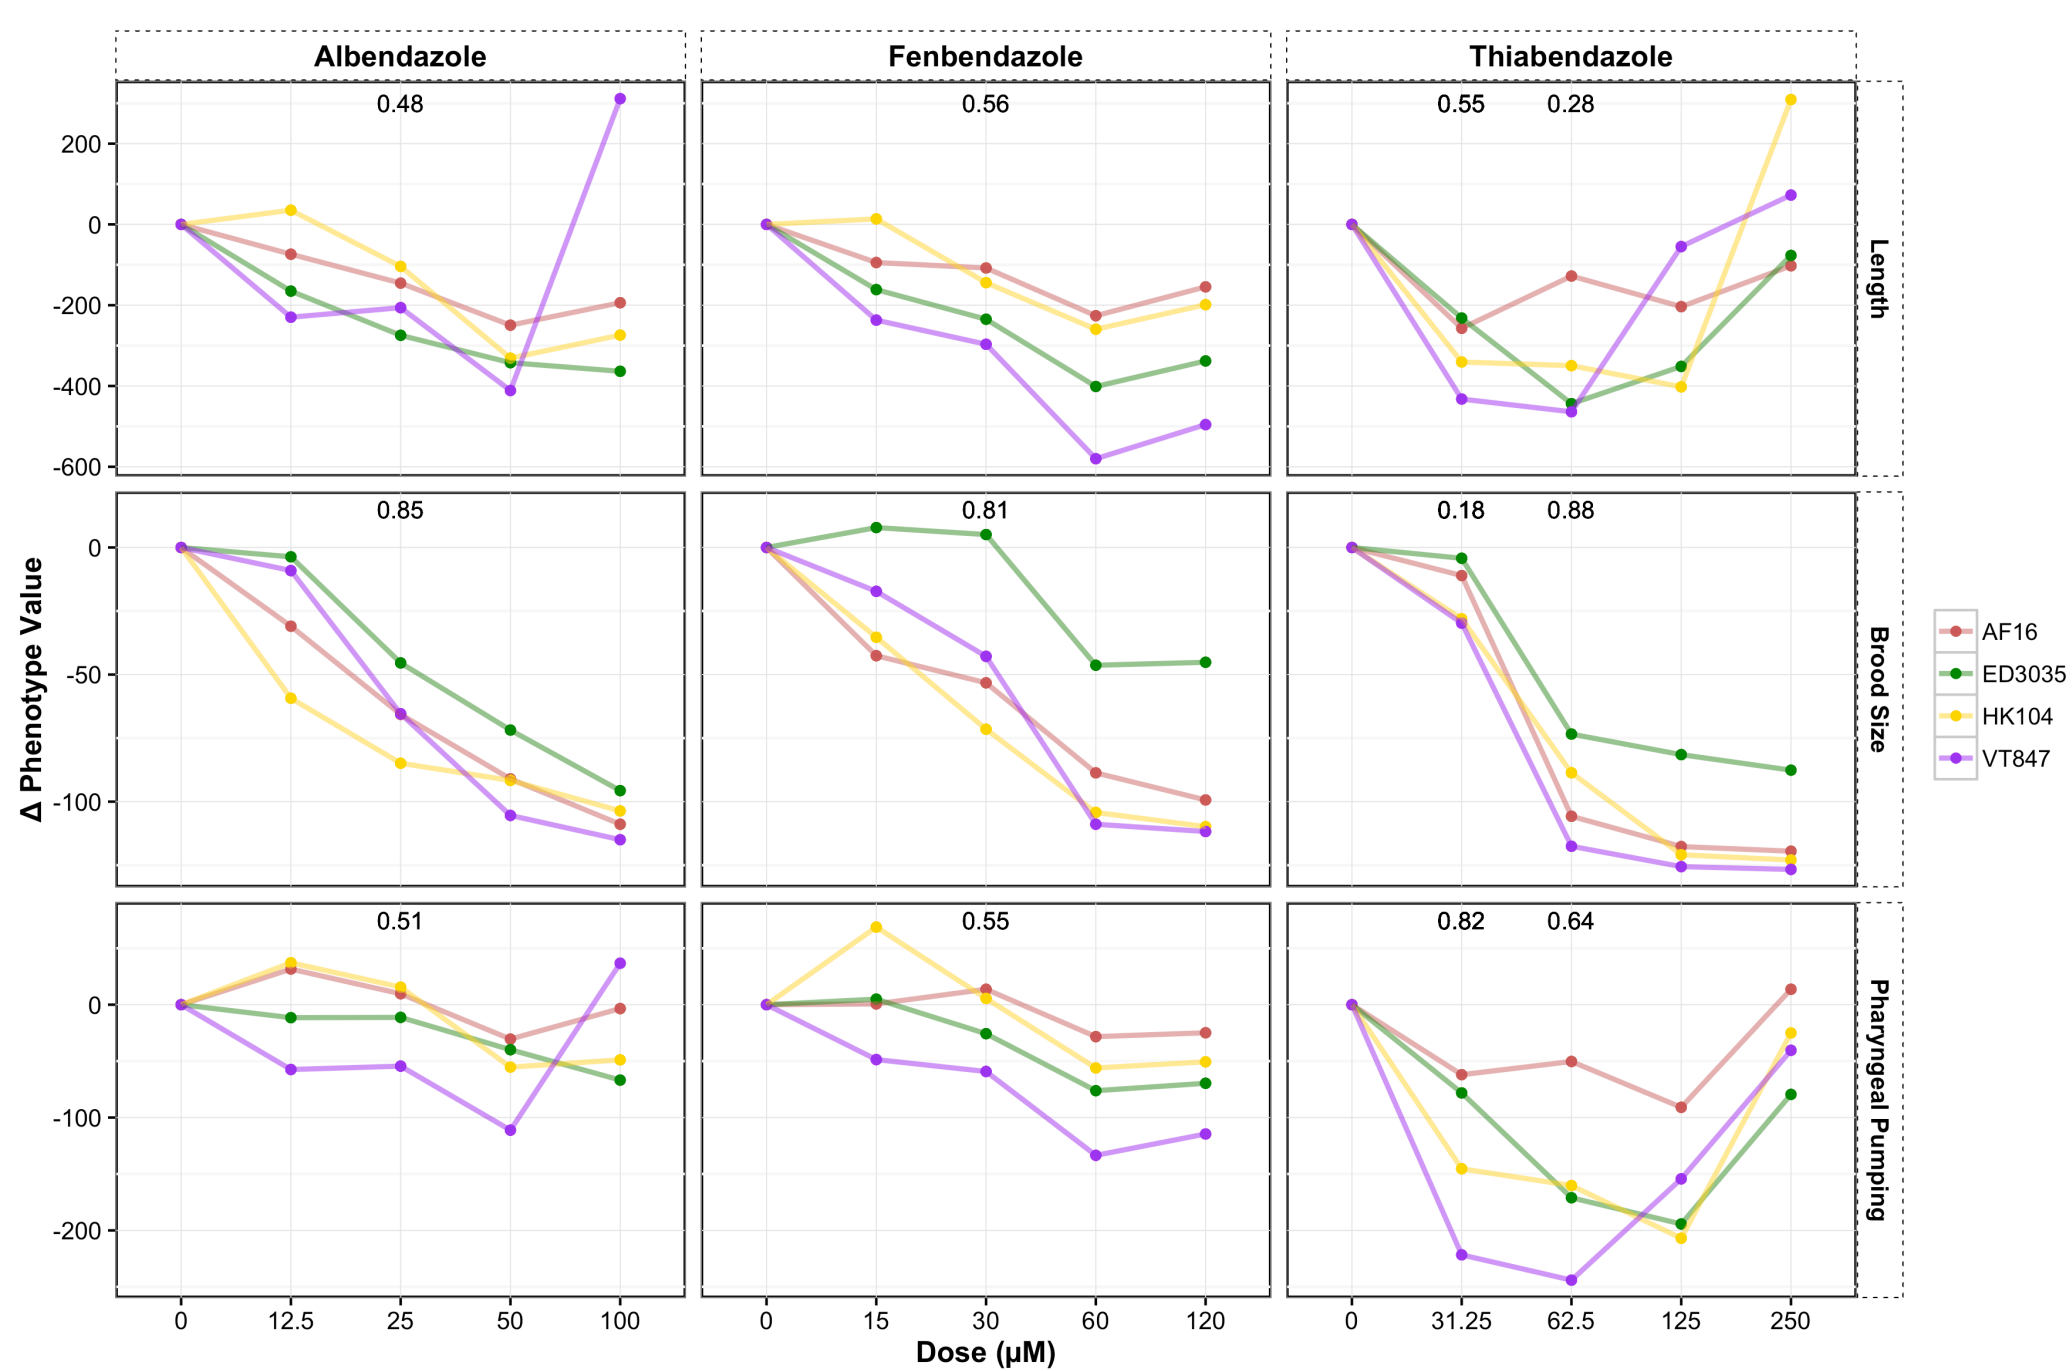 Albendazole Fenbendazole Thiabendazole
0.48 0.56 0.55 0.28
200
0
-200
-400
-600
Length
0.85 0.81 0.18 0.88
0
-50
-100
Brood Size
0.51 0.55 0.82 0.64
0
-100
-200
Pharyngeal Pumping
0 12.5 25 50 100 0 15 30 60 120 0 31.25 62.5 125 250
Dose (µM)
Δ Phenotype Value
AF16
ED3035
HK104
VT847